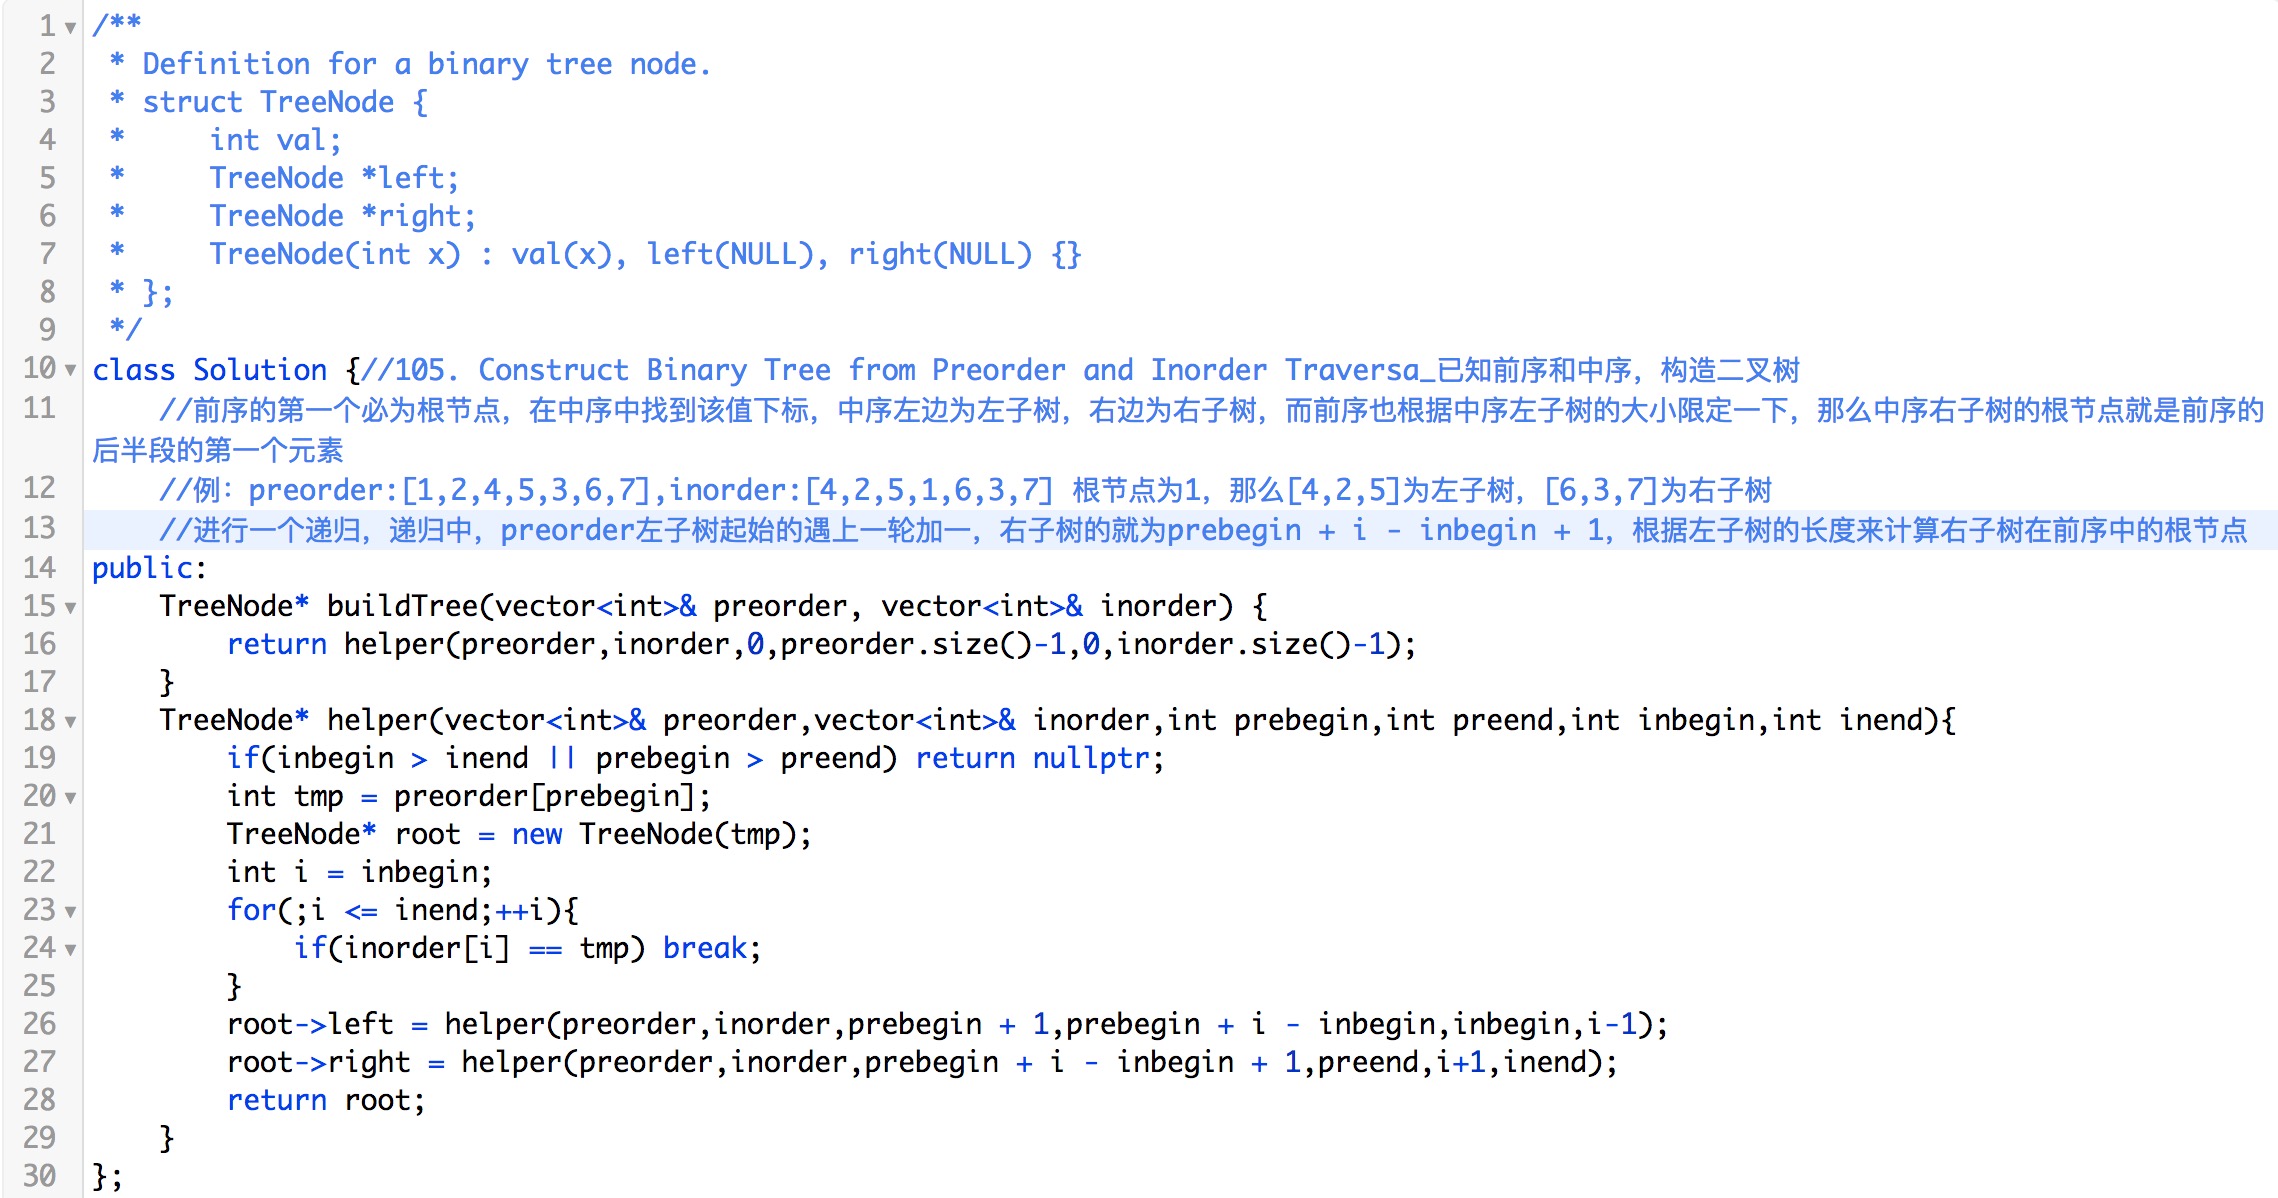 1 /**
2  * Definition for a binary tree node.
3  * struct TreeNode {
4  *     int val;
5  *     TreeNode *left;
6  *     TreeNode *right;
7  *     TreeNode(int x) : val(x), left(NULL), right(NULL) {}
8  * };
9  */
10 class Solution {//105. Construct Binary Tree from Preorder and Inorder Traversa_已知前序和中序，构造二叉树
11     //前序的第一个必为根节点，在中序中找到该值下标，中序左边为左子树，右边为右子树，而前序也根据中序左子树的大小限定一下，那么中序右子树的根节点就是前序的
后半段的第一个元素
12     //例：preorder:[1,2,4,5,3,6,7],inorder:[4,2,5,1,6,3,7] 根节点为1，那么[4,2,5]为左子树，[6,3,7]为右子树
13     //进行一个递归，递归中，preorder左子树起始的遇上一轮加一，右子树的就为prebegin + i - inbegin + 1，根据左子树的长度来计算右子树在前序中的根节点
14 public:
15     TreeNode* buildTree(vector<int>& preorder, vector<int>& inorder) {
16         return helper(preorder,inorder,0,preorder.size()-1,0,inorder.size()-1);
17     }
18     TreeNode* helper(vector<int>& preorder,vector<int>& inorder,int prebegin,int preend,int inbegin,int inend){
19         if(inbegin > inend || prebegin > preend) return nullptr;
20         int tmp = preorder[prebegin];
21         TreeNode* root = new TreeNode(tmp);
22         int i = inbegin;
23         for(;i <= inend;++i){
24             if(inorder[i] == tmp) break;
25         }
26         root->left = helper(preorder,inorder,prebegin + 1,prebegin + i - inbegin,inbegin,i-1);
27         root->right = helper(preorder,inorder,prebegin + i - inbegin + 1,preend,i+1,inend);
28         return root;
29     }
30 };